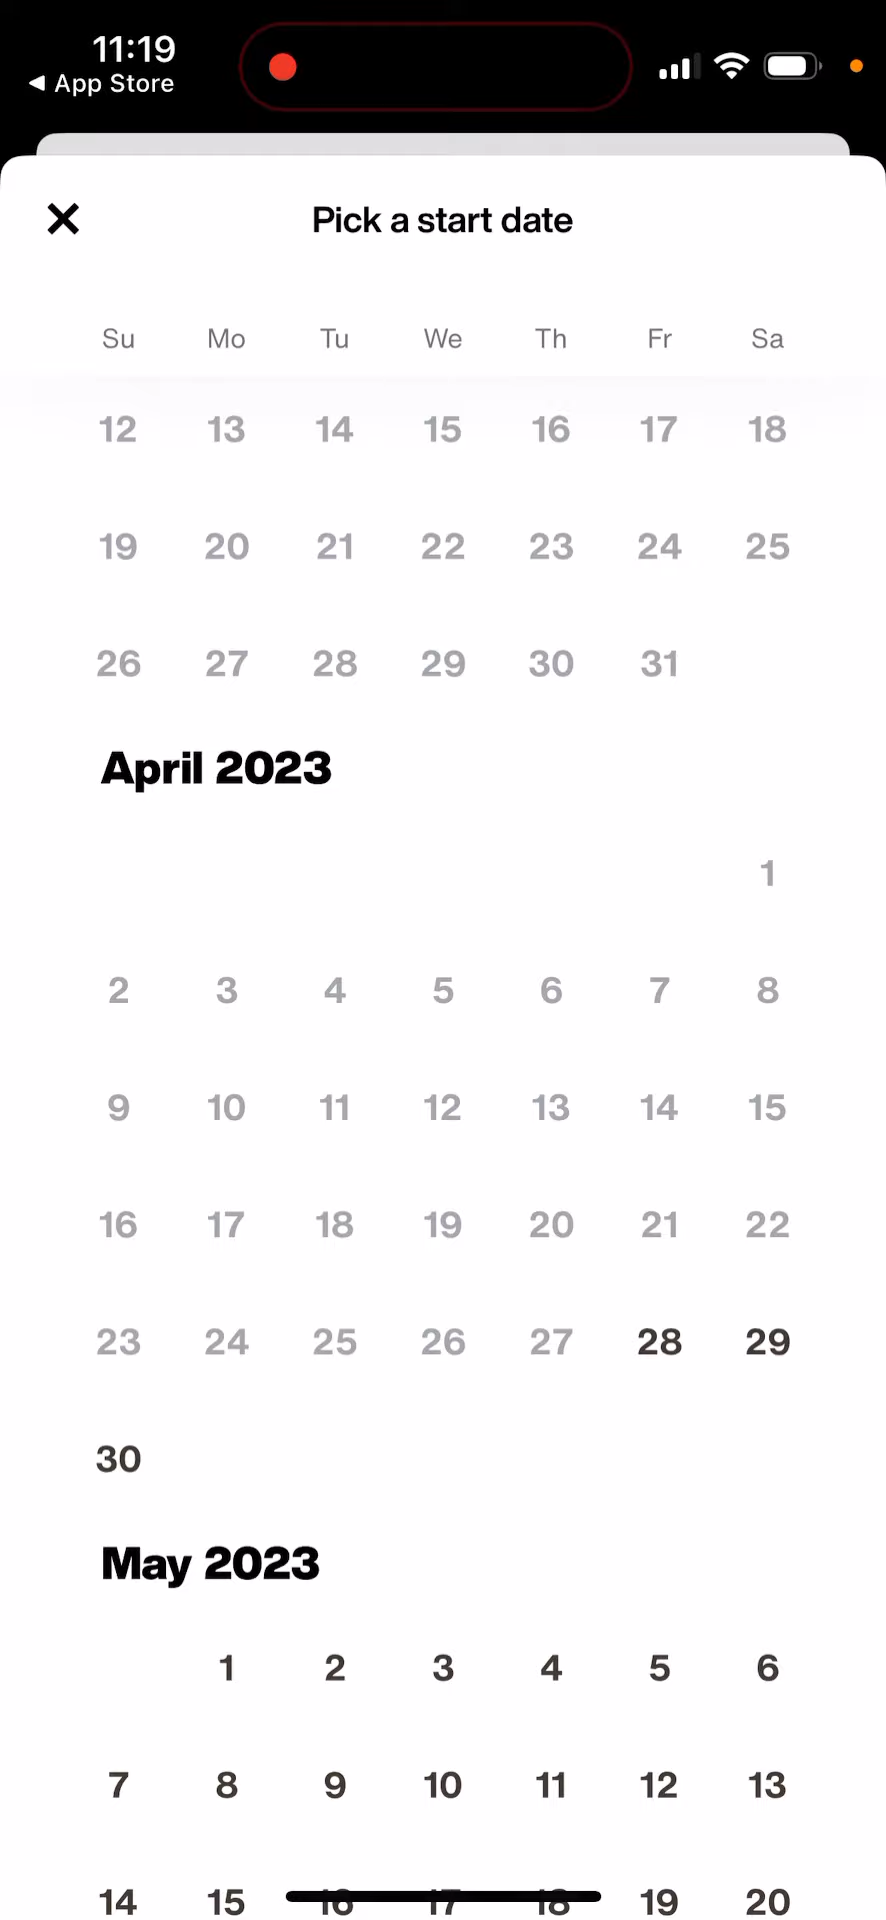 11:19
◀ App Store
Pick a start date
Su Mo Tu We Th Fr Sa
12 13 14 15 16 17 18
19 20 21 22 23 24 25
26 27 28 29 30 31
April 2023
1
2 3 4 5 6 7 8
9 10 11 12 13 14 15
16 17 18 19 20 21 22
23 24 25 26 27 28 29
30
May 2023
1 2 3 4 5 6
7 8 9 10 11 12 13
14 15 16 17 18 19 20